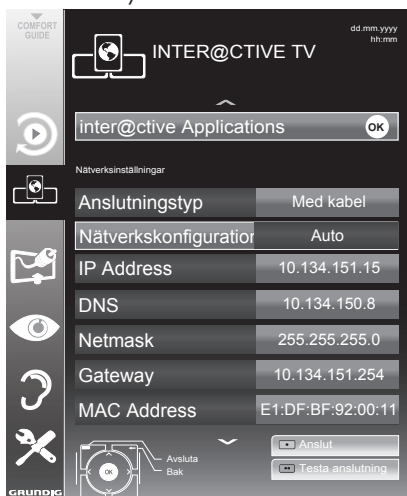 COMFORT
GUIDE
INTER@CTIVE TV
dd.mm.yyyy
hh:mm
inter@ctive Applications OK
Nätverksinställningar
Anslutningstyp Med kabel
Nätverkskonfiguration Auto
IP Address 10.134.151.15
DNS 10.134.150.8
Netmask 255.255.255.0
Gateway 10.134.151.254
MAC Address E1:DF:BF:92:00:11
OK
Avsluta
Bak
Anslut
Testa anslutning
GRUNDIG